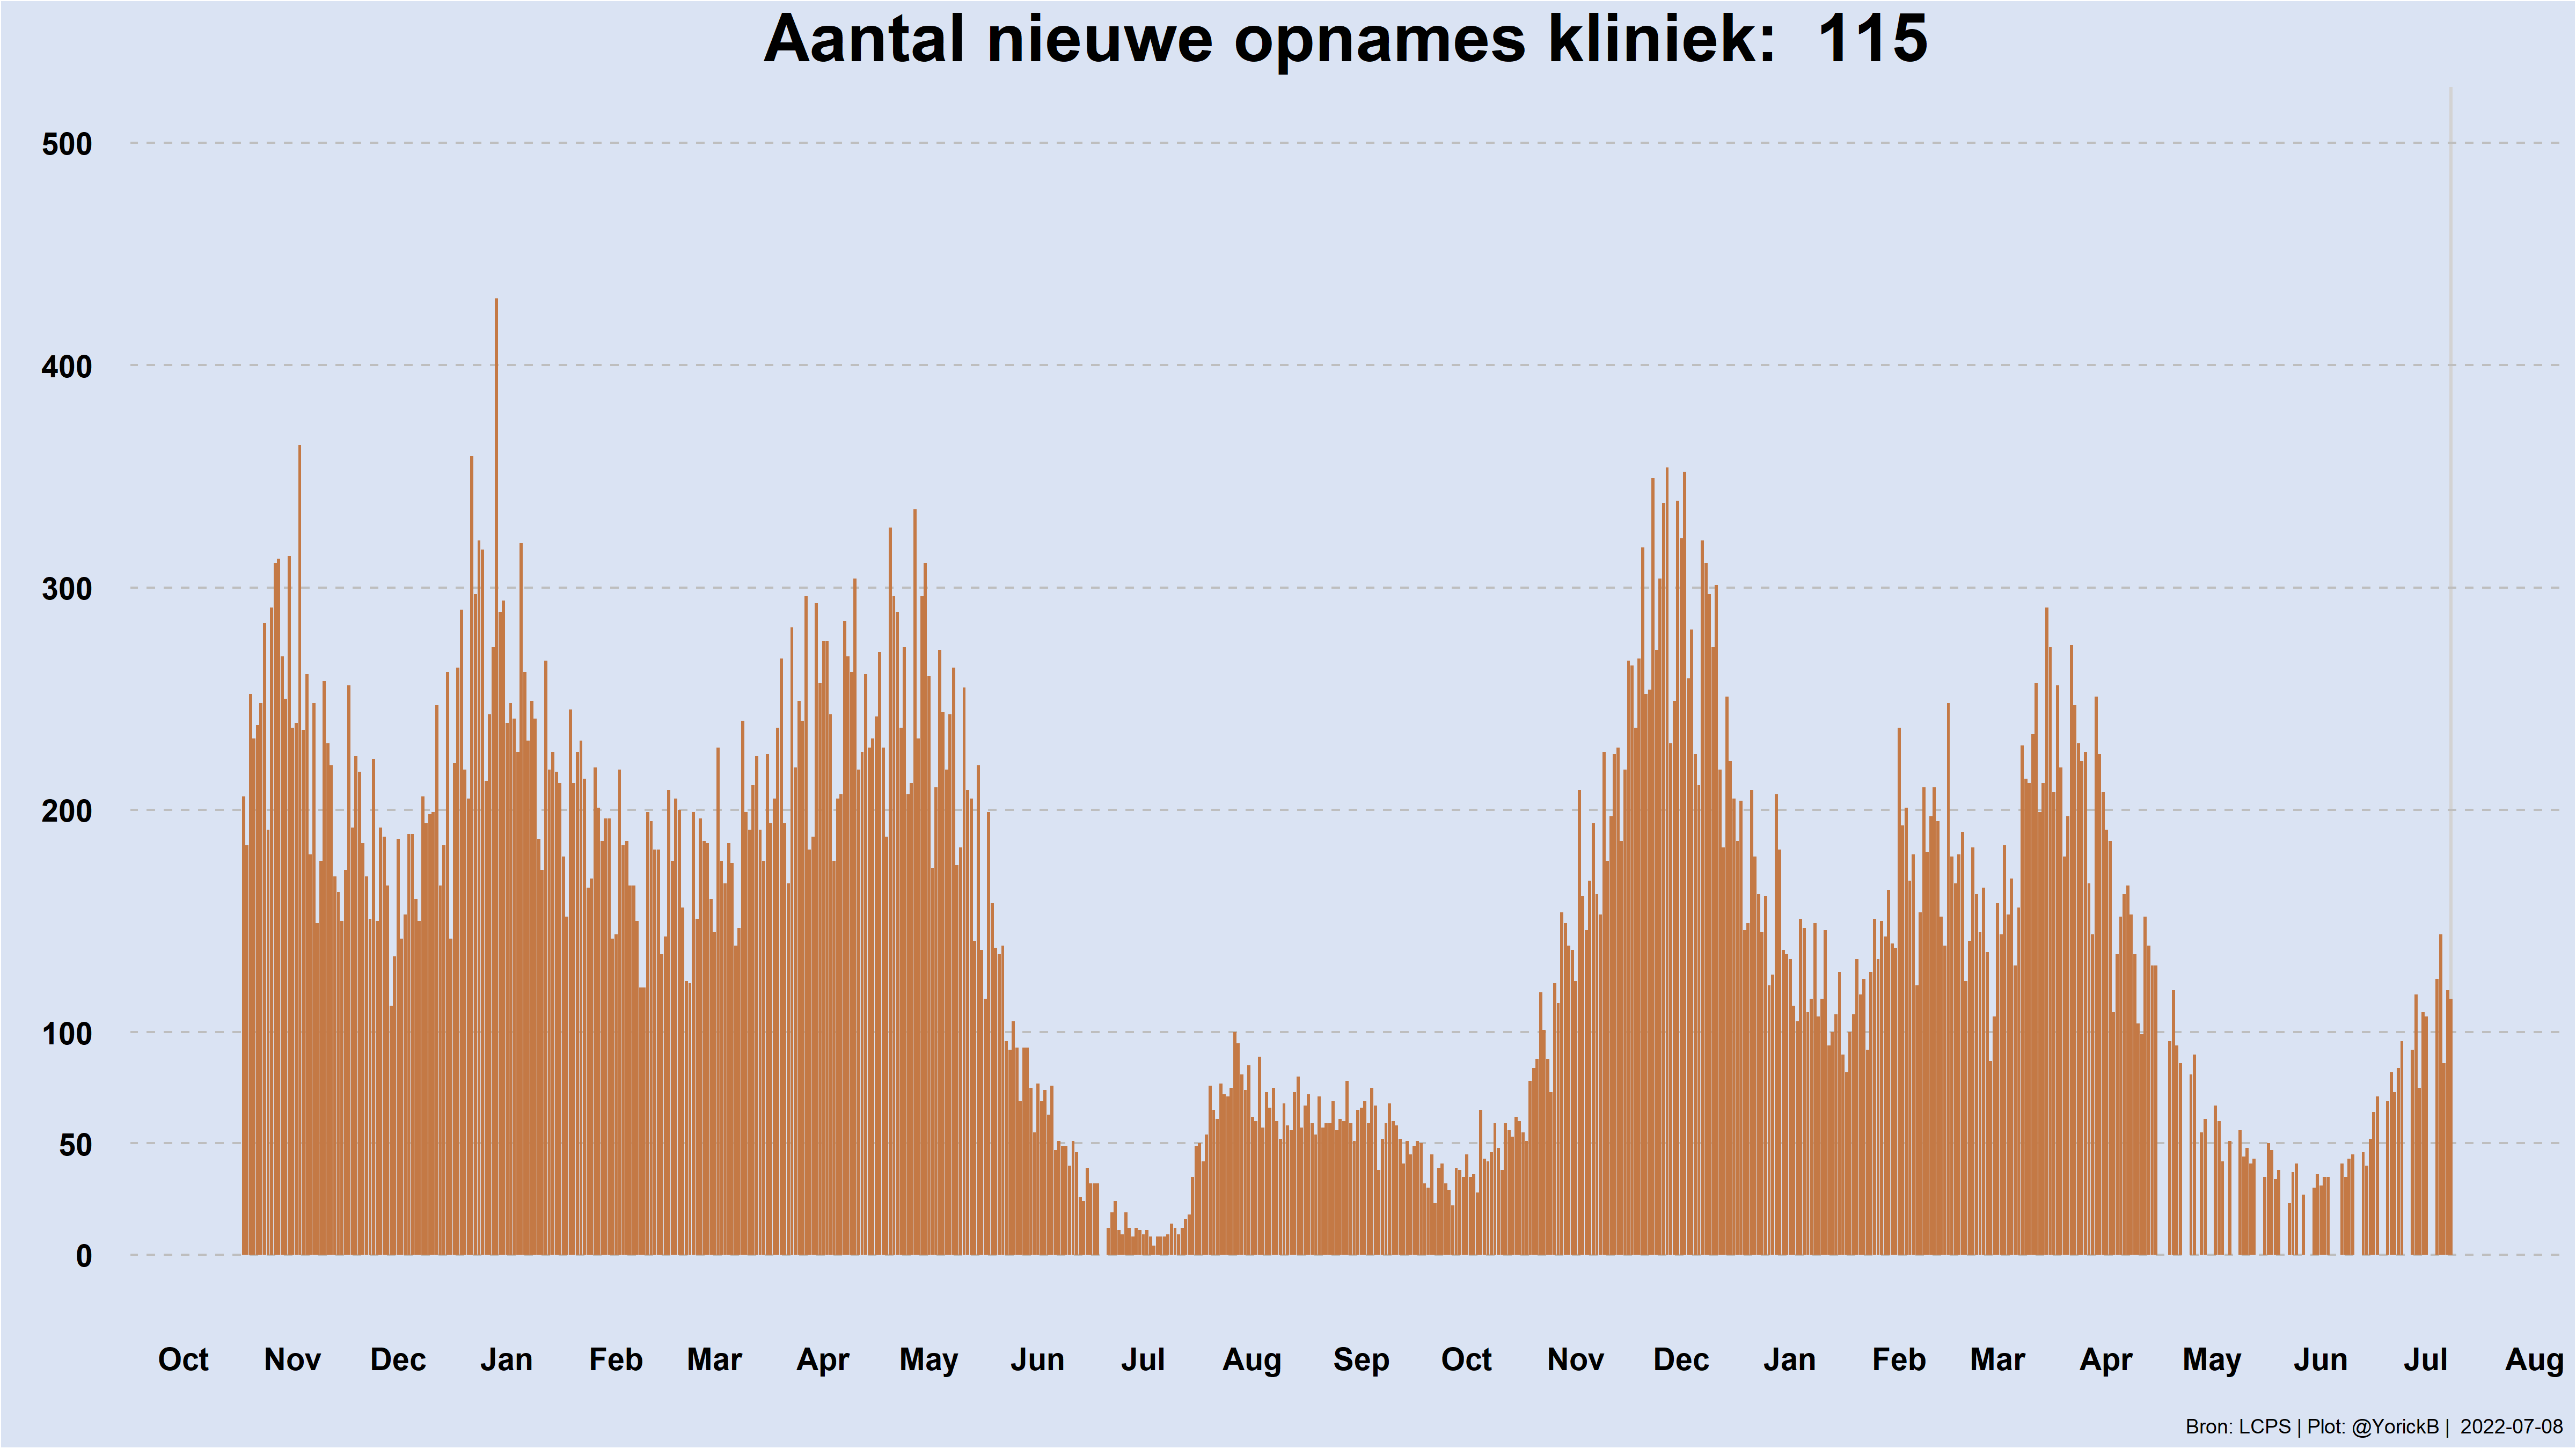 Aantal nieuwe opnames kliniek: 115
500
400
300
200
100
50
0
Oct Nov Dec Jan Feb Mar Apr May Jun Jul Aug Sep Oct Nov Dec Jan Feb Mar Apr May Jun Jul Aug
Bron: LCPS | Plot: @YorickB | 2022-07-08